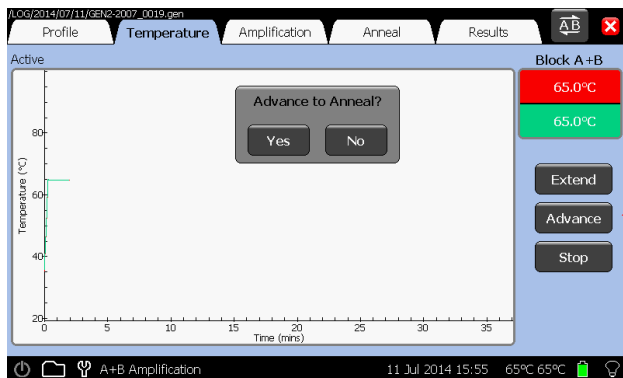 /LOG/2014/07/11/GEN2-2007_0019.gen
Profile Temperature Amplification Anneal Results AB
Active Block A+B
65.0°C
65.0°C
Advance to Anneal?
Yes No
Extend
Advance
Stop
Temperature (°C)
80
60
40
20
0 5 10 15 20 25 30 35
Time (mins)
A+B Amplification 11 Jul 2014 15:55 65°C 65°C